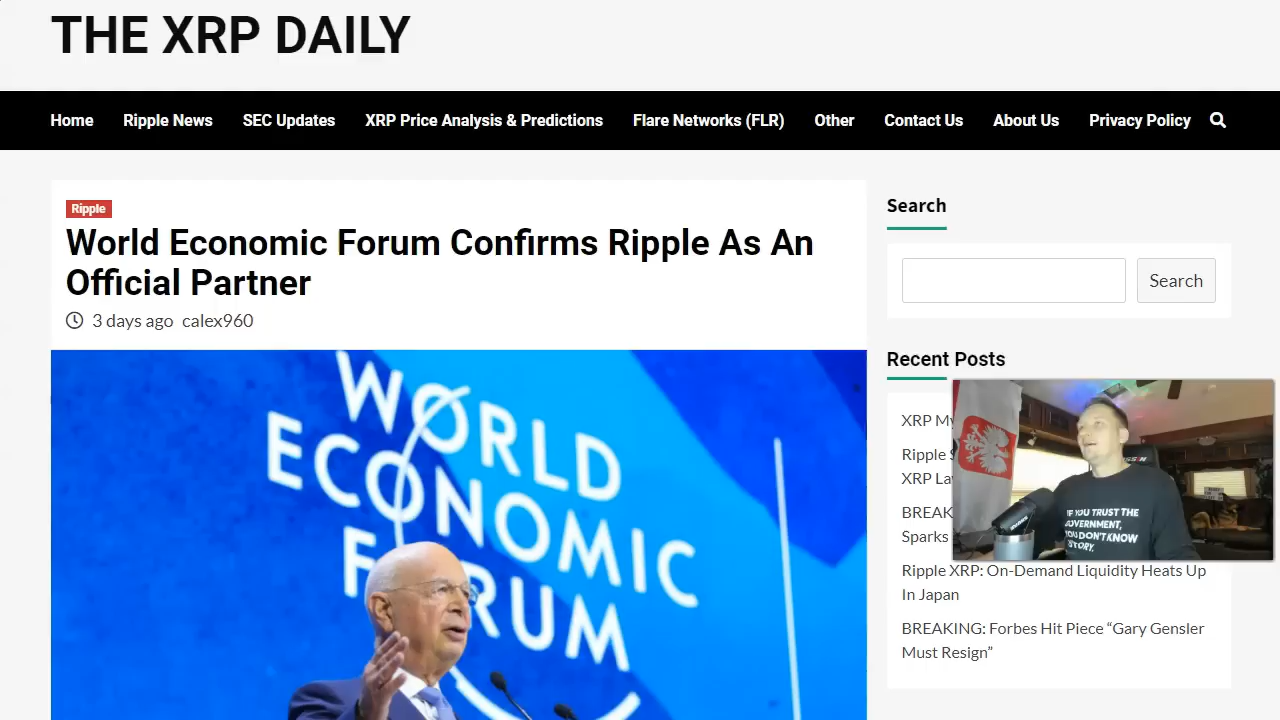 THE XRP DAILY
Home Ripple News SEC Updates XRP Price Analysis & Predictions Flare Networks (FLR) Other Contact Us About Us Privacy Policy
Ripple
World Economic Forum Confirms Ripple As An
Official Partner
3 days ago calex960
WORLD
ECONOMIC
FORUM
Search
Search
Recent Posts
XRP
Ripple
XRP
Sparks
Ripple XRP: On-Demand Liquidity Heats Up
In Japan
BREAKING: Forbes Hit Piece “Gary Gensler
Must Resign”
IF YOU TRUST THE
GOVERNMENT,
YOU DON'T KNOW